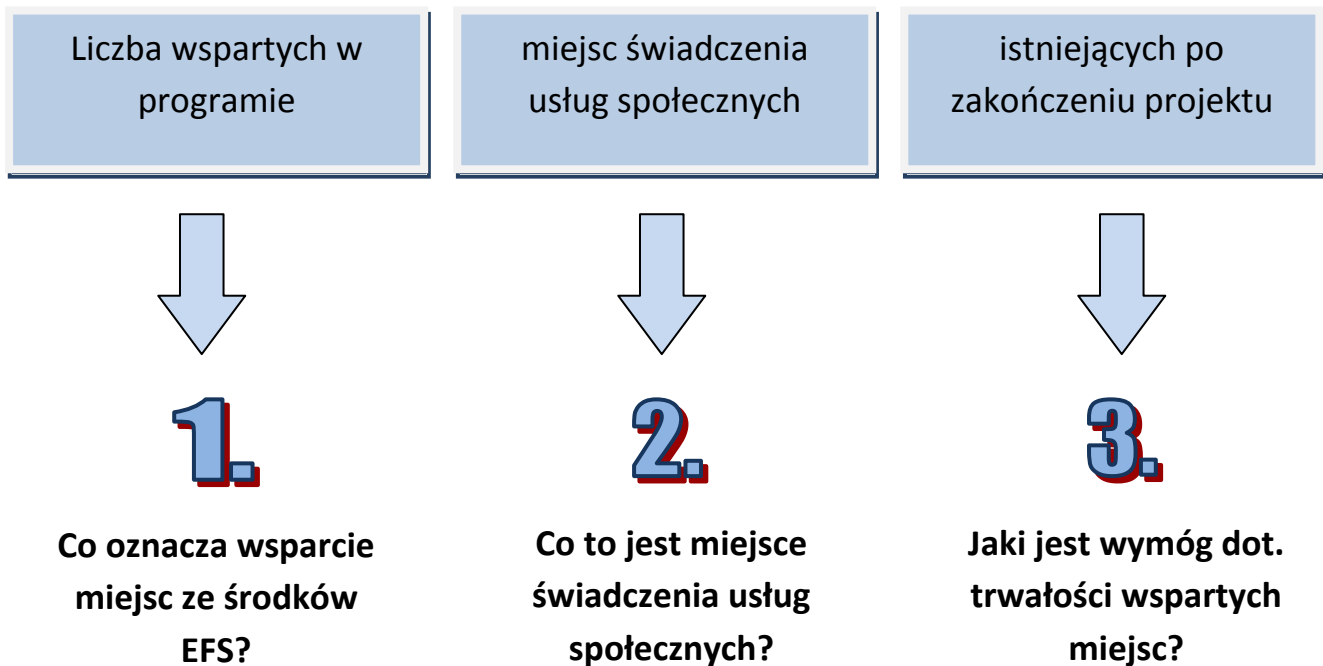 Liczba wspartych w
programie
miejsc świadczenia
usług społecznych
istniejących po
zakończeniu projektu
1.
2.
3.
Co oznacza wsparcie
miejsc ze środków
EFS?
Co to jest miejsce
świadczenia usług
społecznych?
Jaki jest wymóg dot.
trwałości wspartych
miejsc?